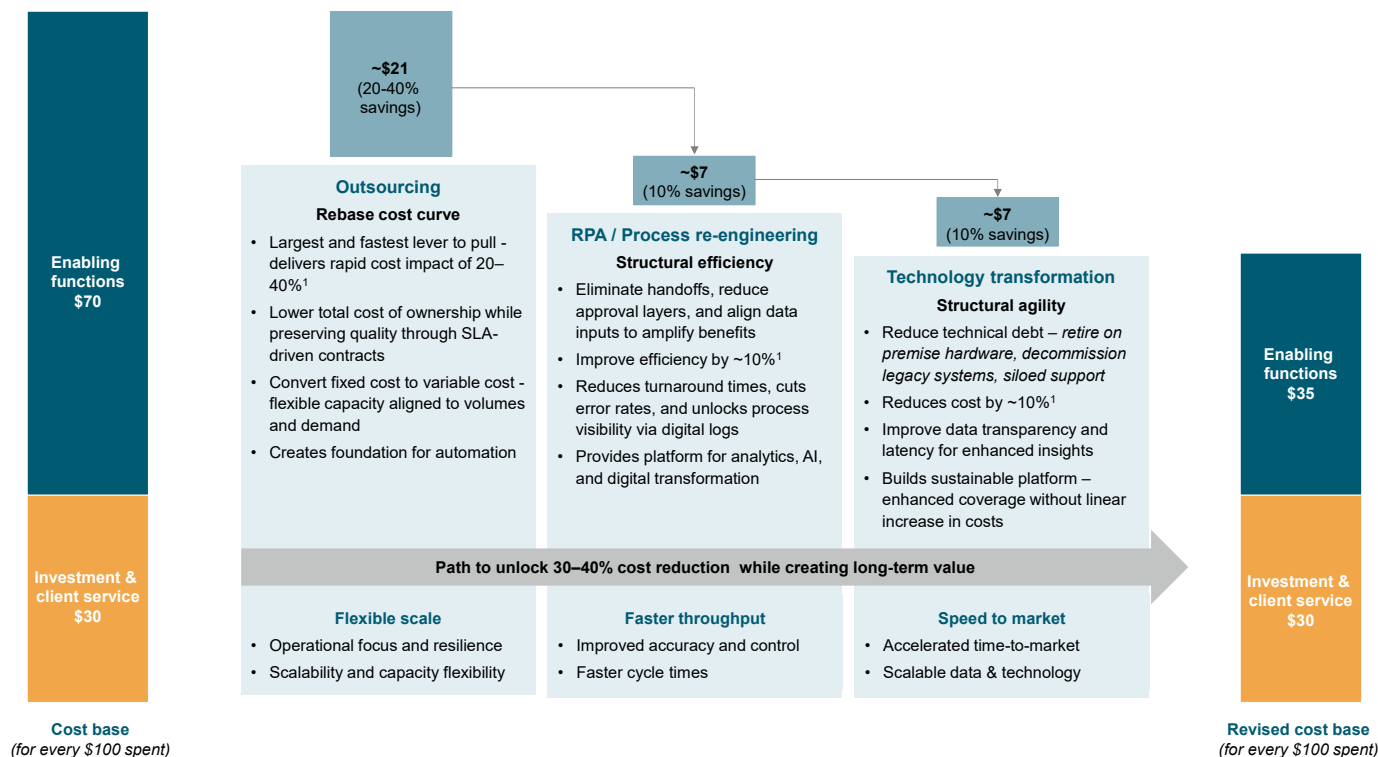 Enabling
functions
$70
Investment &
client service
$30
Cost base
(for every $100 spent)
~$21
(20-40%
savings)
Outsourcing
Rebase cost curve
• Largest and fastest lever to pull -
delivers rapid cost impact of 20–
40%¹
• Lower total cost of ownership while
preserving quality through SLA-
driven contracts
• Convert fixed cost to variable cost -
flexible capacity aligned to volumes
and demand
• Creates foundation for automation
~$7
(10% savings)
RPA / Process re-engineering
Structural efficiency
• Eliminate handoffs, reduce
approval layers, and align data
inputs to amplify benefits
• Improve efficiency by ~10%¹
• Reduces turnaround times, cuts
error rates, and unlocks process
visibility via digital logs
• Provides platform for analytics, AI,
and digital transformation
~$7
(10% savings)
Technology transformation
Structural agility
• Reduce technical debt – retire on
premise hardware, decommission
legacy systems, siloed support
• Reduces cost by ~10%¹
• Improve data transparency and
latency for enhanced insights
• Builds sustainable platform –
enhanced coverage without linear
increase in costs
Path to unlock 30–40% cost reduction while creating long-term value
Flexible scale
• Operational focus and resilience
• Scalability and capacity flexibility
Faster throughput
• Improved accuracy and control
• Faster cycle times
Speed to market
• Accelerated time-to-market
• Scalable data & technology
Enabling
functions
$35
Investment &
client service
$30
Revised cost base
(for every $100 spent)